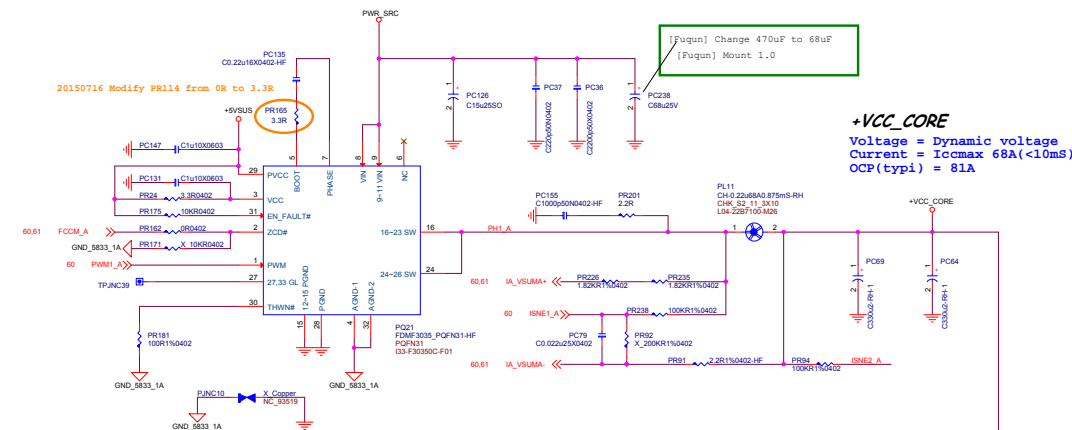 PWR_SRC
[Fuqun] Change 470uF to 68uF
[Fuqun] Mount 1.0
PC135
C0.22u16X0402-HF
20150716 Modify PR114 from 0R to 3.3R
+5VSUS
PR165
3.3R
PC126
C15u25SO
PC37
C2200p50N0402
PC36
C2200p50X0402
PC238
C68u25V
1
2
1
2
+VCC_CORE
Voltage = Dynamic voltage
Current = Iccmax 68A(<10mS)
OCP(typi) = 81A
PC147
C1u10X0603
PC131
C1u10X0603
PR24
3.3R0402
PR175
10KR0402
60,61
FCCM_A
PR162
0R0402
GND_5833_1A
PR171
X_10KR0402
60
PWM1_A
TPJNC39
PR181
100R1%0402
GND_5833_1A
5
7
8
9
6
BOOT
PHASE
VIN
9~11 VIN
NC
29
PVCC
3
VCC
31
EN_FAULT#
2
ZCD#
1
PWM
27
27,33 GL
30
THWN#
16~23 SW
16
24~26 SW
24
12~15 PGND
PGND
AGND-1
AGND-2
15
28
4
32
PQ21
FDMF3035_PQFN31-HF
PQFN31
I33-F30350C-F01
GND_5833_1A
PC155
C1000p50N0402-HF
PR201
2.2R
PH1_A
PL11
CH-0.22u68A0.875mS-RH
CHK_S2_11_3X10
L04-22B7100-M26
1
2
+VCC_CORE
60,61
IA_VSUMA+
PR226
1.82KR1%0402
PR235
1.82KR1%0402
60
ISNE1_A
PR238
100KR1%0402
PC79
C0.022u25X0402
PR92
X_200KR1%0402
60,61
IA_VSUMA-
PR91
2.2R1%0402-HF
PR94
100KR1%0402
ISNE2_A
PC69
C330u2-RH-1
1
2
PC64
C330u2-RH-1
1
2
PJNC10
X_Copper
NC_93519
GND_5833_1A